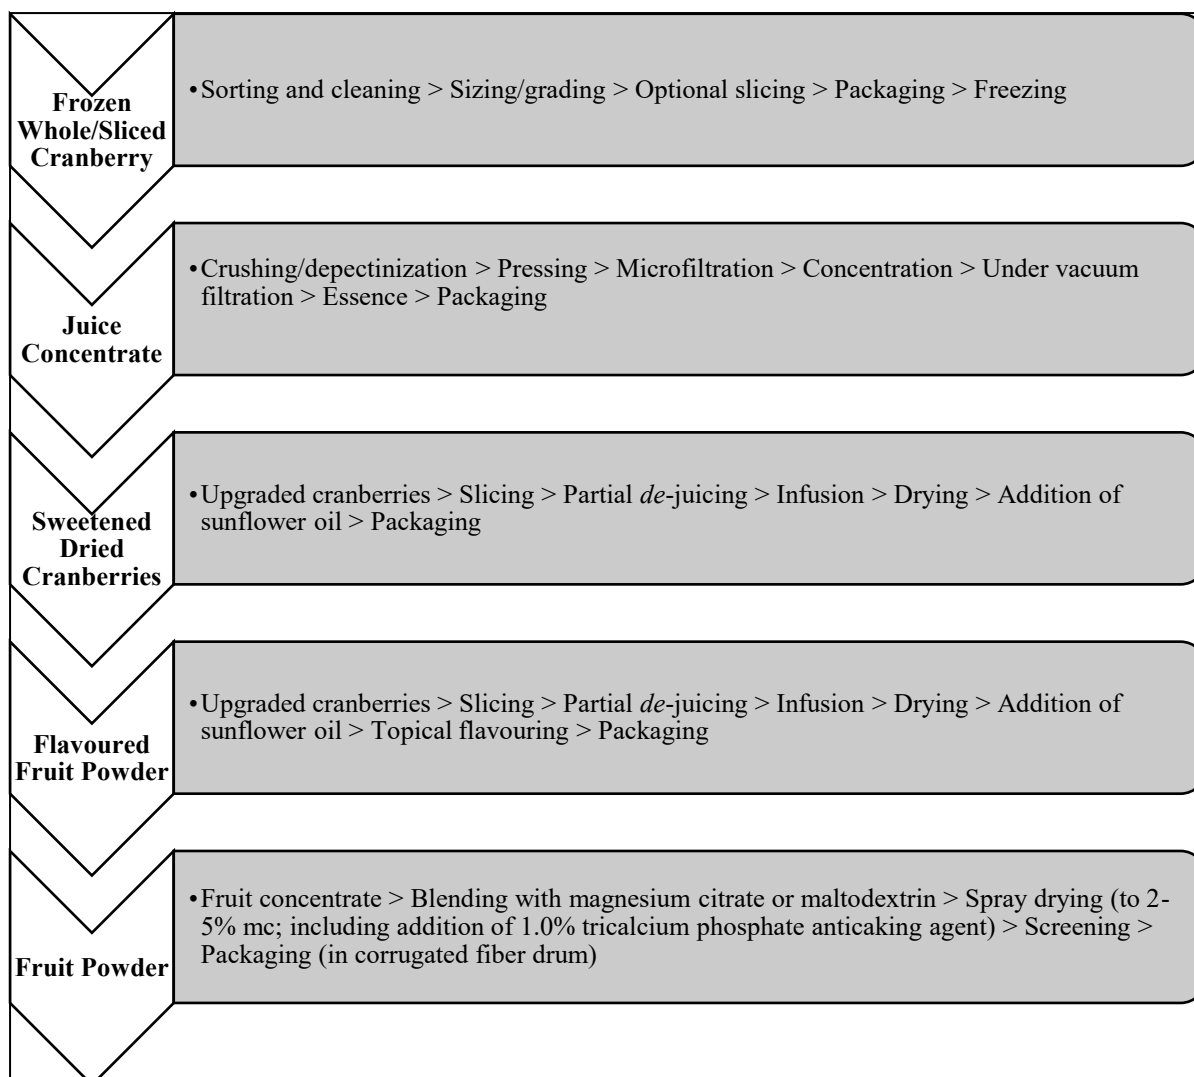 Frozen
Whole/Sliced
Cranberry
•Sorting and cleaning > Sizing/grading > Optional slicing > Packaging > Freezing
Juice
Concentrate
•Crushing/depectinization > Pressing > Microfiltration > Concentration > Under vacuum
filtration > Essence > Packaging
Sweetened
Dried
Cranberries
•Upgraded cranberries > Slicing > Partial de-juicing > Infusion > Drying > Addition of
sunflower oil > Packaging
Flavoured
Fruit Powder
•Upgraded cranberries > Slicing > Partial de-juicing > Infusion > Drying > Addition of
sunflower oil > Topical flavouring > Packaging
Fruit Powder
•Fruit concentrate > Blending with magnesium citrate or maltodextrin > Spray drying (to 2-
5% mc; including addition of 1.0% tricalcium phosphate anticaking agent) > Screening >
Packaging (in corrugated fiber drum)